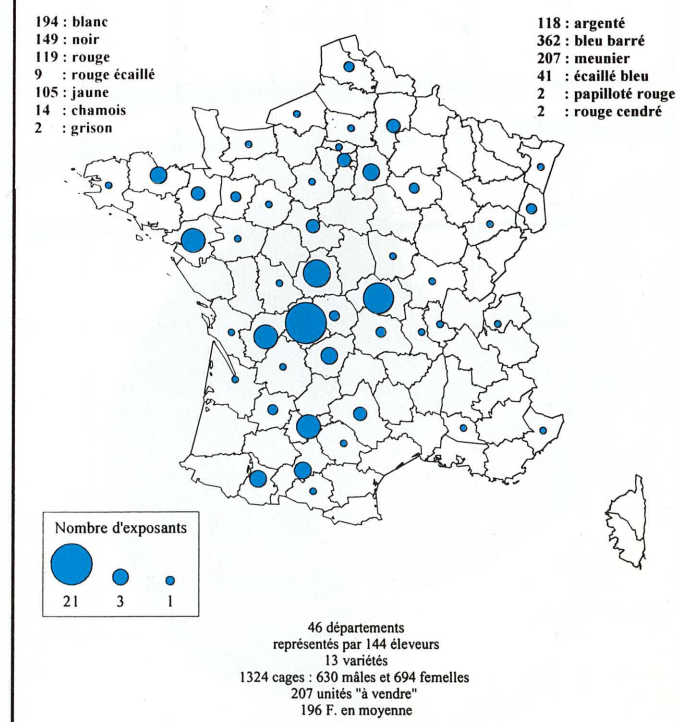 194 : blanc
149 : noir
119 : rouge
9 : rouge écaillé
105 : jaune
14 : chamois
2 : grison
118 : argenté
362 : bleu barré
207 : meunier
41 : écaillé bleu
2 : papilloté rouge
2 : rouge cendré
Nombre d'exposants
21 3 1
46 départements
représentés par 144 éleveurs
13 variétés
1324 cages : 630 mâles et 694 femelles
207 unités "à vendre"
196 F. en moyenne